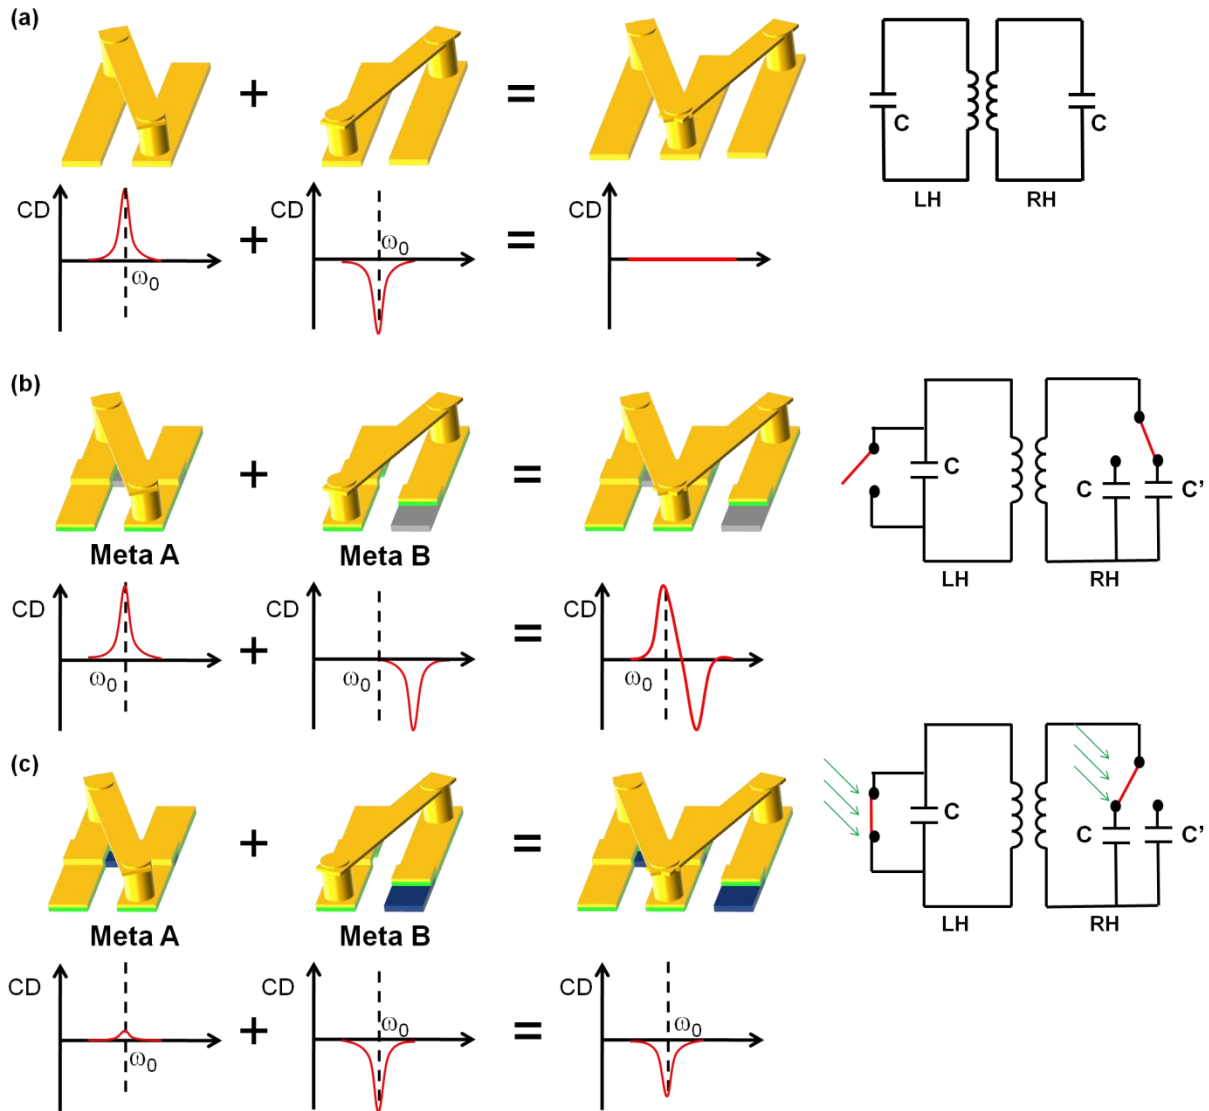 (a)
+ =
C C
LH RH
CD + CD = CD
ω0 ω0
(b)
+ =
C C C'
Meta A Meta B
LH RH
CD + CD = CD
ω0 ω0 ω0
(c)
+ =
C C C'
Meta A Meta B
LH RH
CD + CD = CD
ω0 ω0 ω0